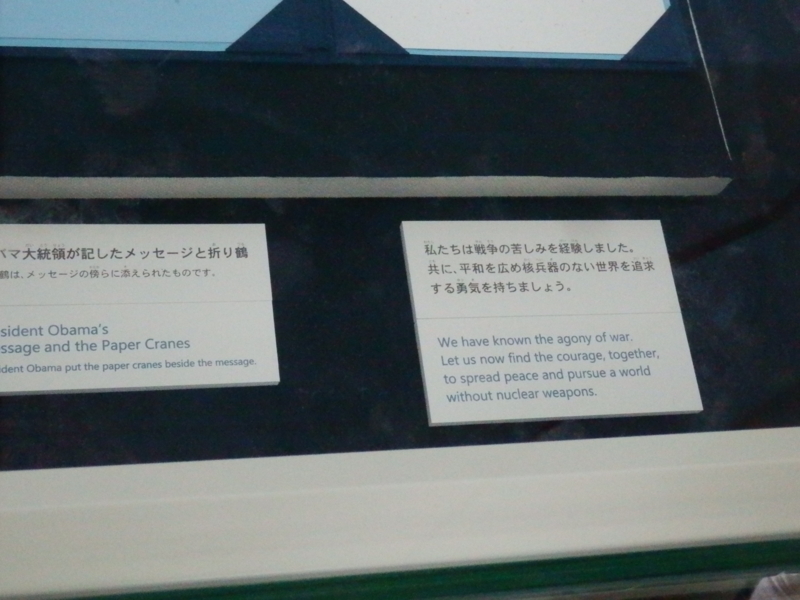 バマ大統領が記したメッセージと折り鶴
鶴は、メッセージの傍らに添えられたものです。
sident Obama's
ssage and the Paper Cranes
ident Obama put the paper cranes beside the message.
私たちは戦争の苦しみを経験しました。
共に、平和を広め核兵器のない世界を追求
する勇気を持ちましょう。
We have known the agony of war.
Let us now find the courage, together,
to spread peace and pursue a world
without nuclear weapons.